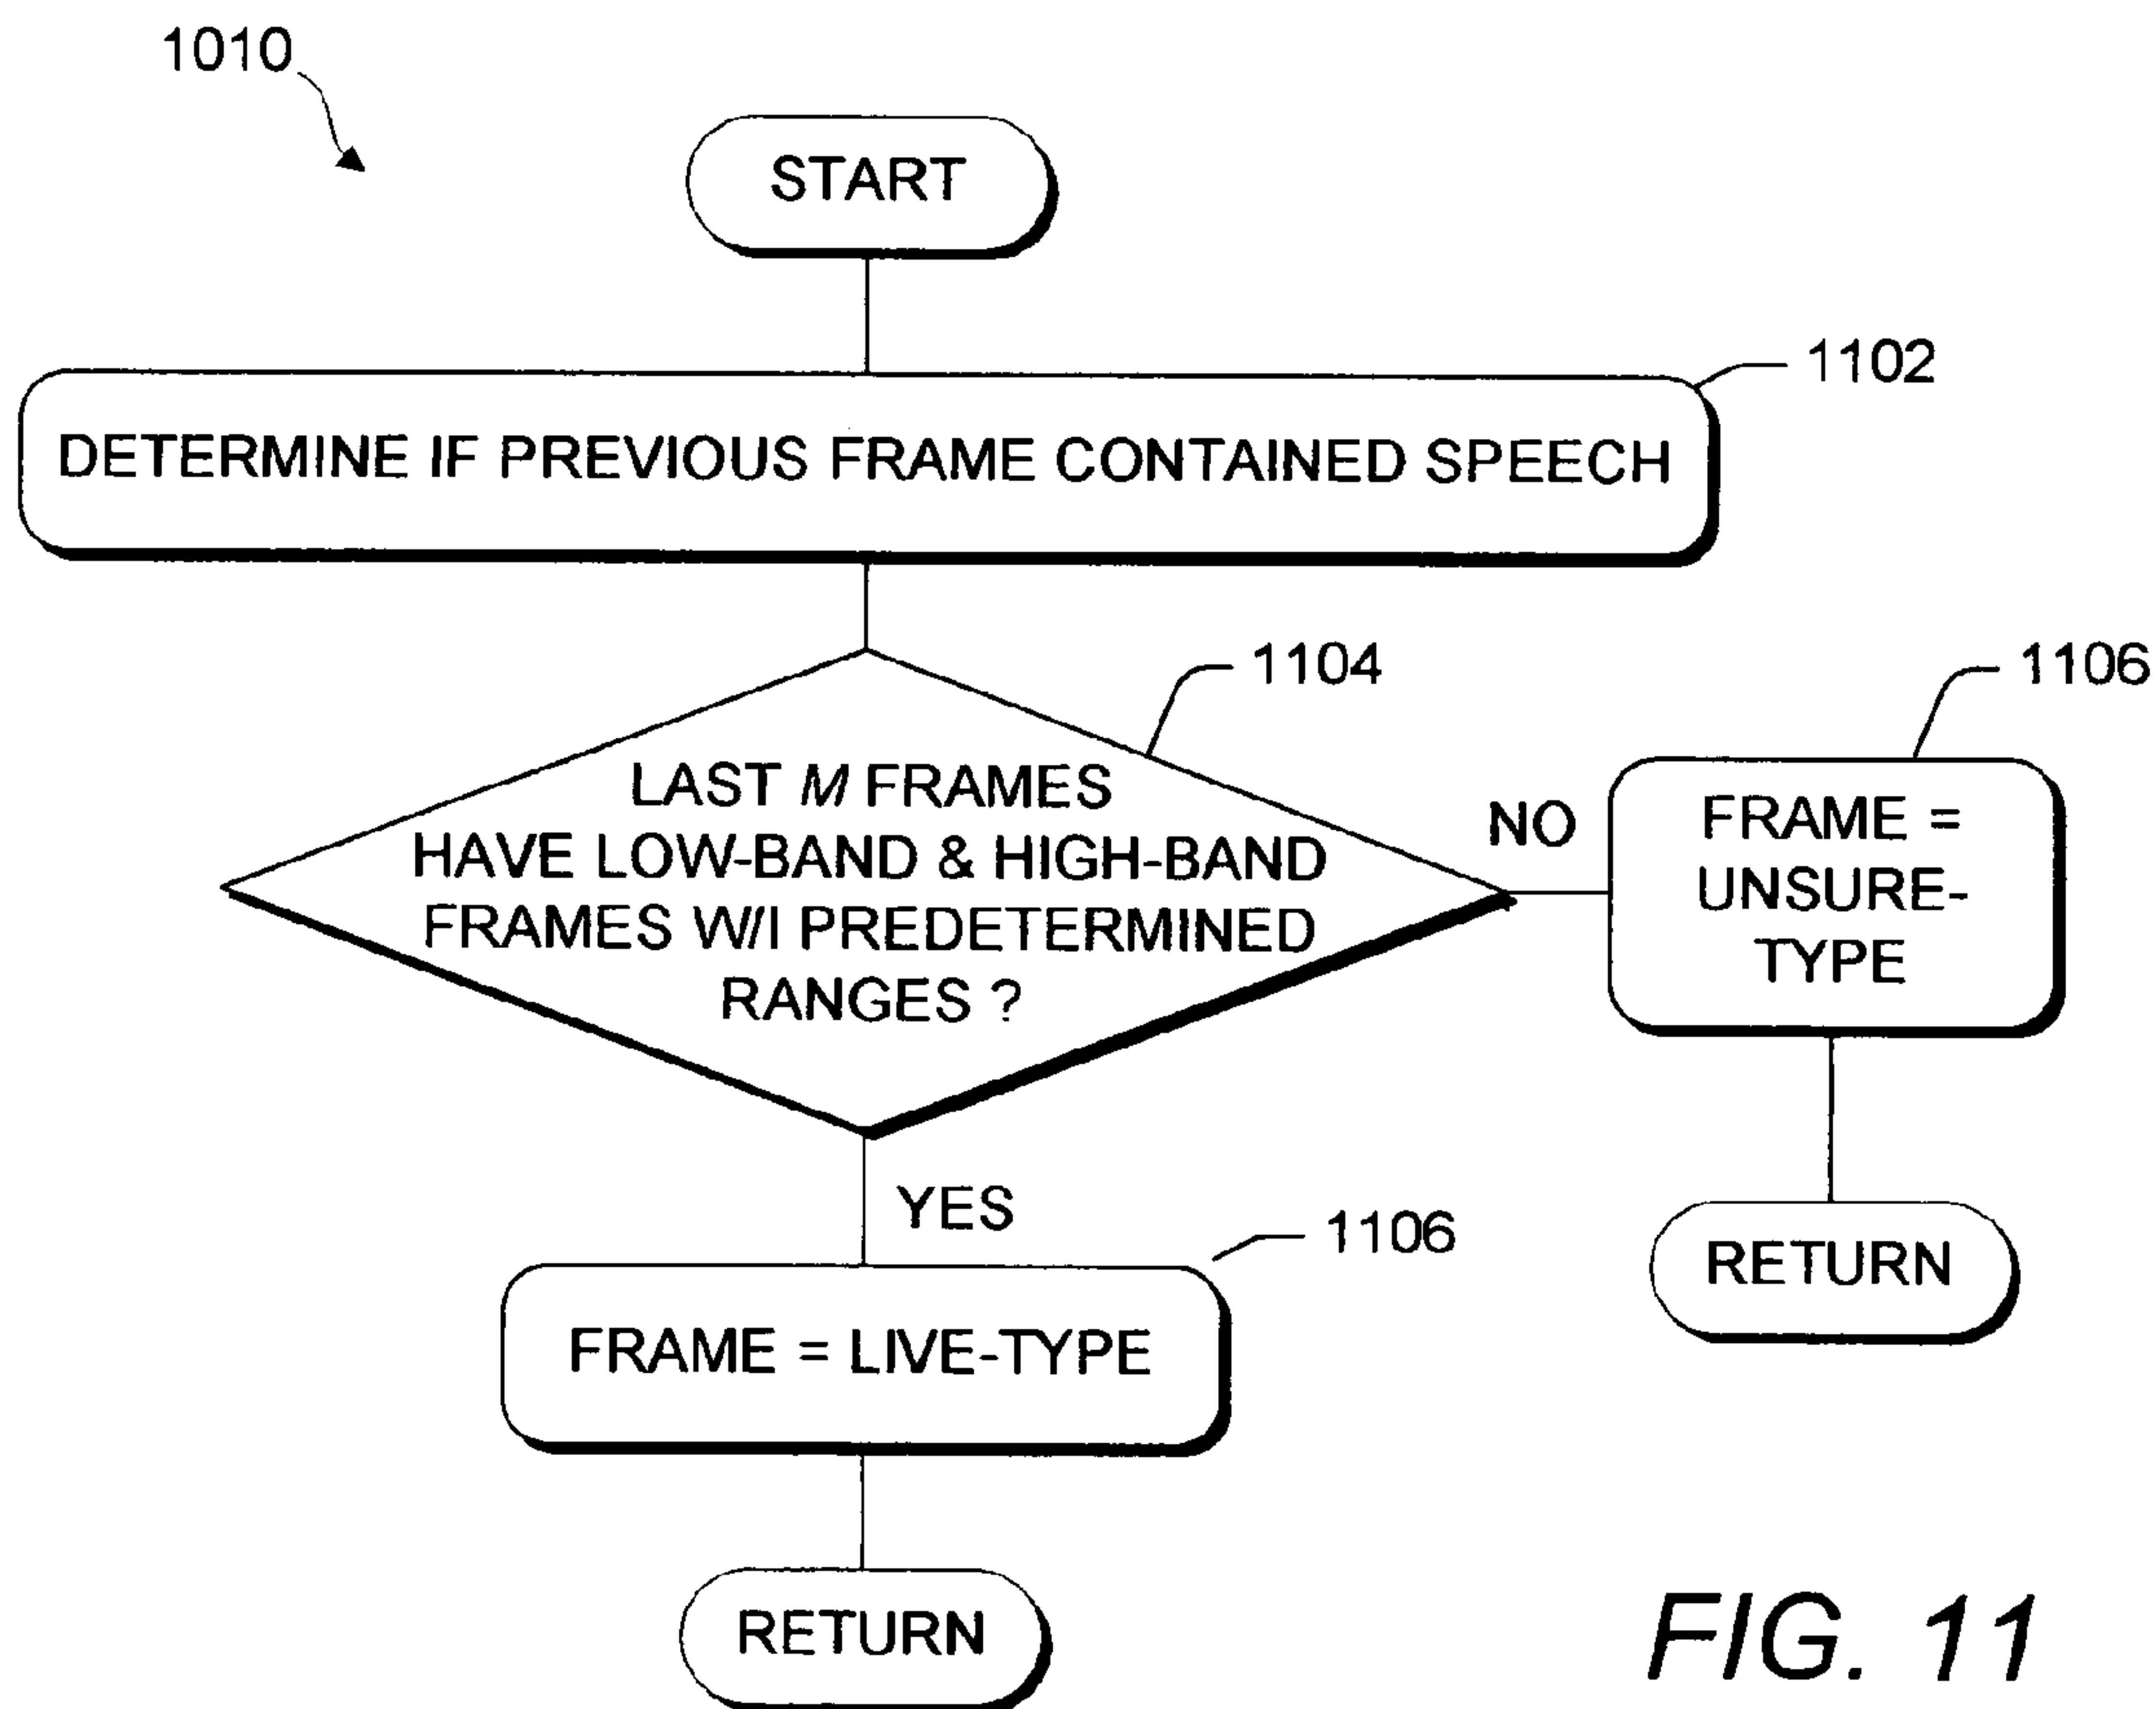 1010
START
1102
DETERMINE IF PREVIOUS FRAME CONTAINED SPEECH
1104
LAST M FRAMES
HAVE LOW-BAND & HIGH-BAND
FRAMES W/I PREDETERMINED
RANGES ?
NO
1106
FRAME =
UNSURE-
TYPE
RETURN
YES
1106
FRAME = LIVE-TYPE
RETURN
FIG. 11